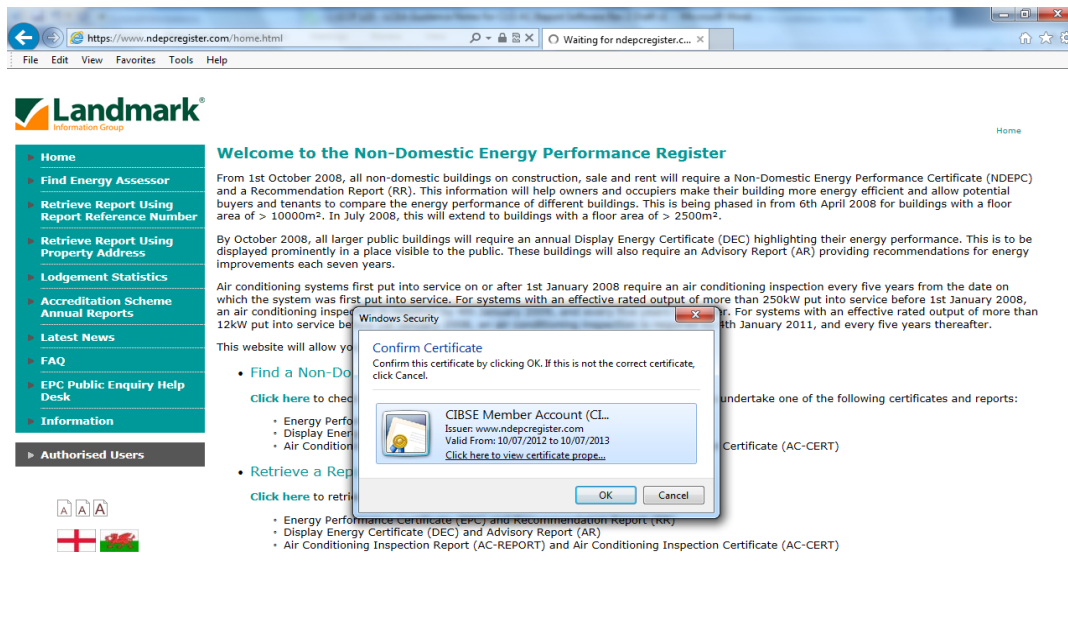 https://www.ndepcregister.com/home.html
Waiting for ndepcregister.c...
File Edit View Favorites Tools Help
Landmark®
Information Group
Home
Home
Find Energy Assessor
Retrieve Report Using
Report Reference Number
Retrieve Report Using
Property Address
Lodgement Statistics
Accreditation Scheme
Annual Reports
Latest News
FAQ
EPC Public Enquiry Help
Desk
Information
Authorised Users
A A A
Welcome to the Non-Domestic Energy Performance Register
From 1st October 2008, all non-domestic buildings on construction, sale and rent will require a Non-Domestic Energy Performance Certificate (NDEPC)
and a Recommendation Report (RR). This information will help owners and occupiers make their building more energy efficient and allow potential
buyers and tenants to compare the energy performance of different buildings. This is being phased in from 6th April 2008 for buildings with a floor
area of > 10000m². In July 2008, this will extend to buildings with a floor area of > 2500m².
By October 2008, all larger public buildings will require an annual Display Energy Certificate (DEC) highlighting their energy performance. This is to be
displayed prominently in a place visible to the public. These buildings will also require an Advisory Report (AR) providing recommendations for energy
improvements each seven years.
Air conditioning systems first put into service on or after 1st January 2008 require an air conditioning inspection every five years from the date on
which the system was first put into service. For systems with an effective rated output of more than 250kW put into service before 1st January 2008,
an air conditioning inspec r. For systems with an effective rated output of more than
12kW put into service be 4th January 2011, and every five years thereafter.
This website will allow yo
• Find a Non-Do
Click here to chec undertake one of the following certificates and reports:
• Energy Perfo
• Display Ener
• Air Condition Certificate (AC-CERT)
• Retrieve a Rep
Click here to retri
• Energy Performance Certificate (EPC) and Recommendation Report (RR)
• Display Energy Certificate (DEC) and Advisory Report (AR)
• Air Conditioning Inspection Report (AC-REPORT) and Air Conditioning Inspection Certificate (AC-CERT)
Windows Security
Confirm Certificate
Confirm this certificate by clicking OK. If this is not the correct certificate,
click Cancel.
CIBSE Member Account (CI...
Issuer: www.ndepcregister.com
Valid From: 10/07/2012 to 10/07/2013
Click here to view certificate prope...
OK Cancel